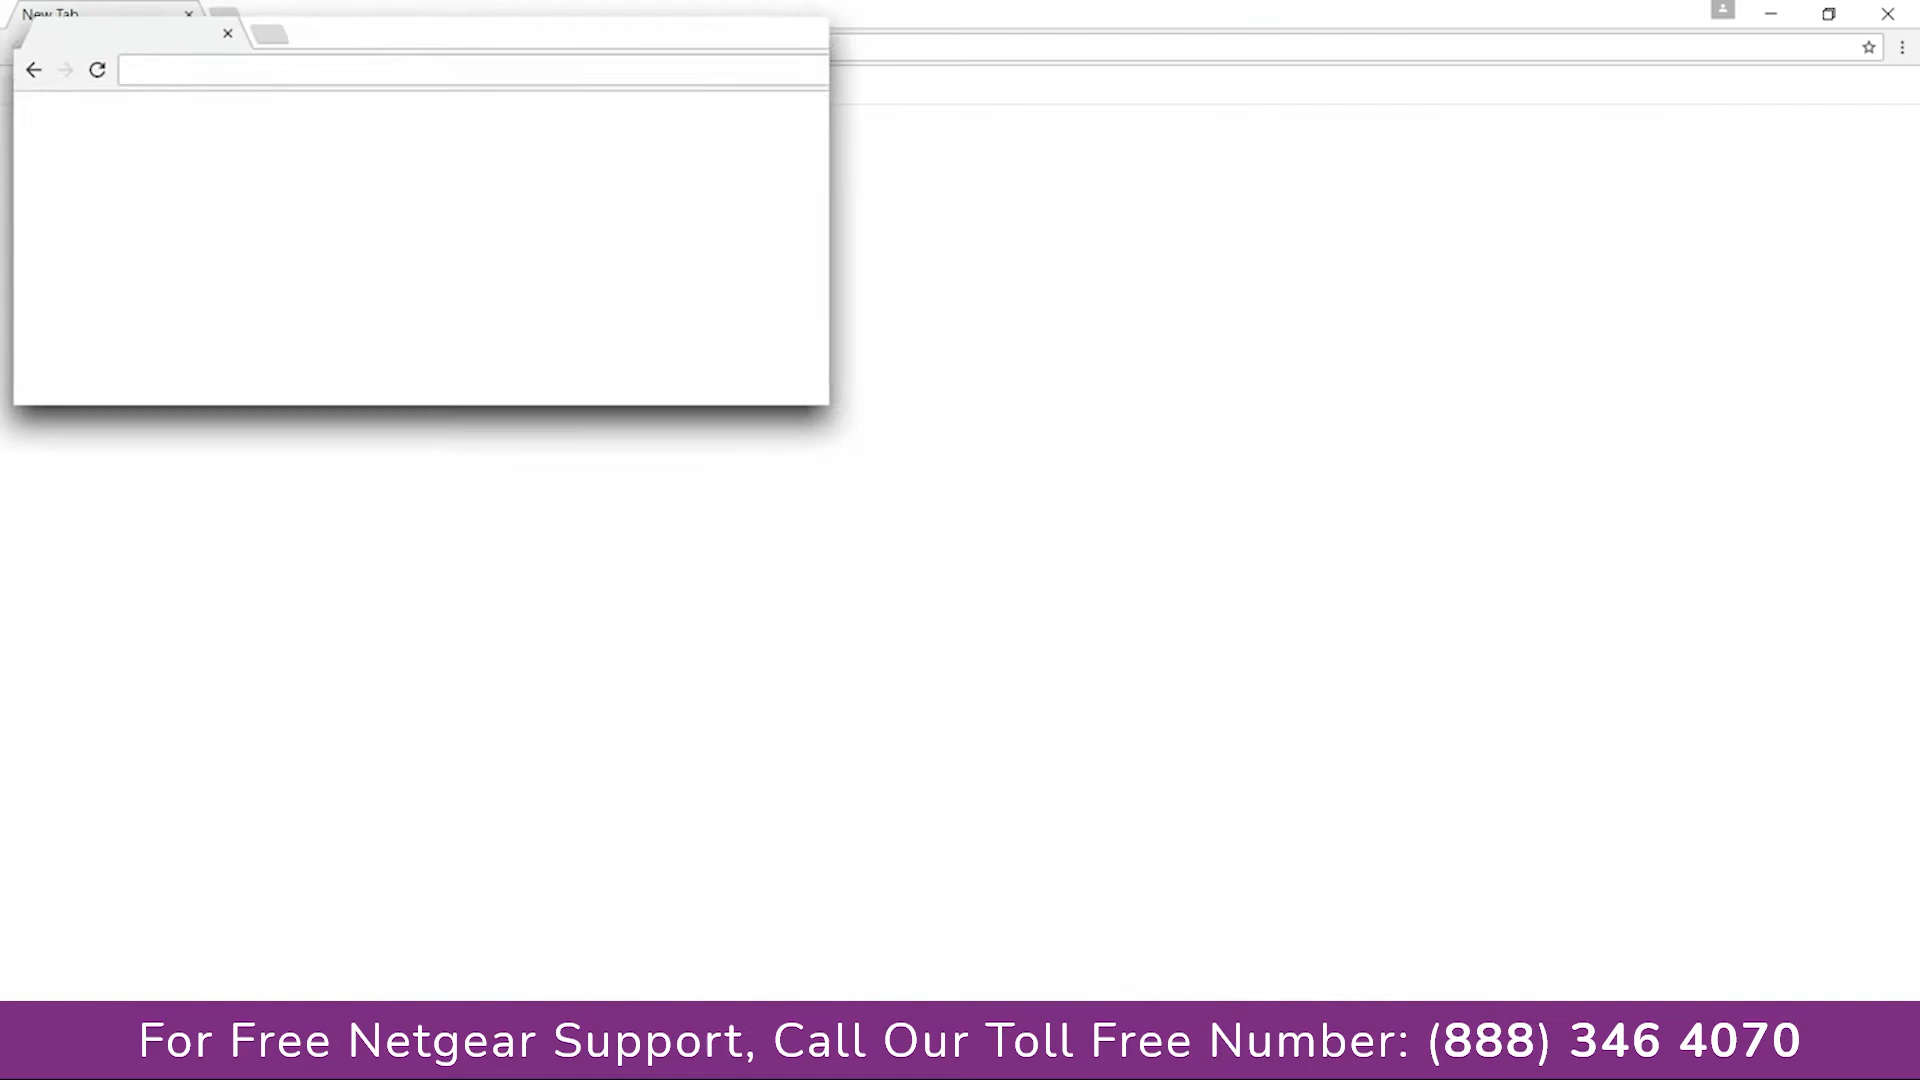 New Tab
For Free Netgear Support, Call Our Toll Free Number: (888) 346 4070